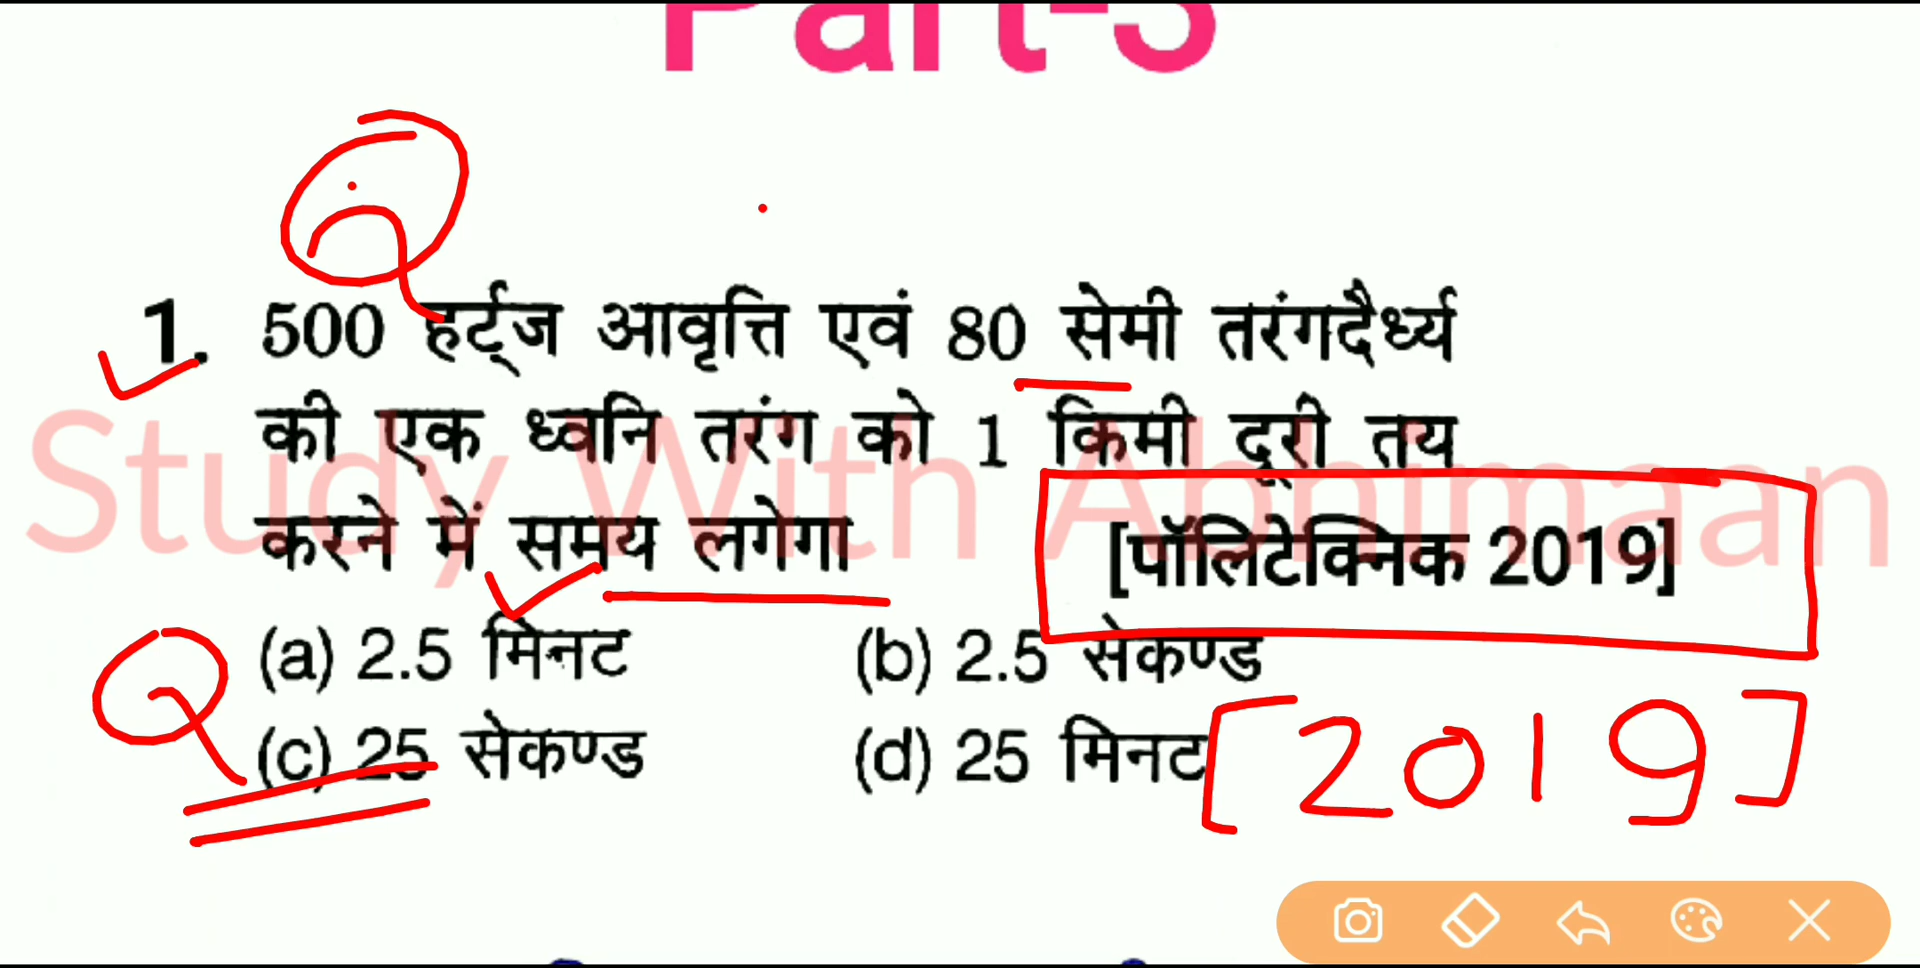 Part-3
1. 500 हर्ट्ज आवृत्ति एवं 80 सेमी तरंगदैर्ध्य
की एक ध्वनि तरंग को 1 किमी दूरी तय
करने में समय लगेगा [पॉलिटेक्निक 2019]
Study With Abhimaan
(a) 2.5 मिनट (b) 2.5 सेकण्ड
(c) 25 सेकण्ड (d) 25 मिनट
[2019]